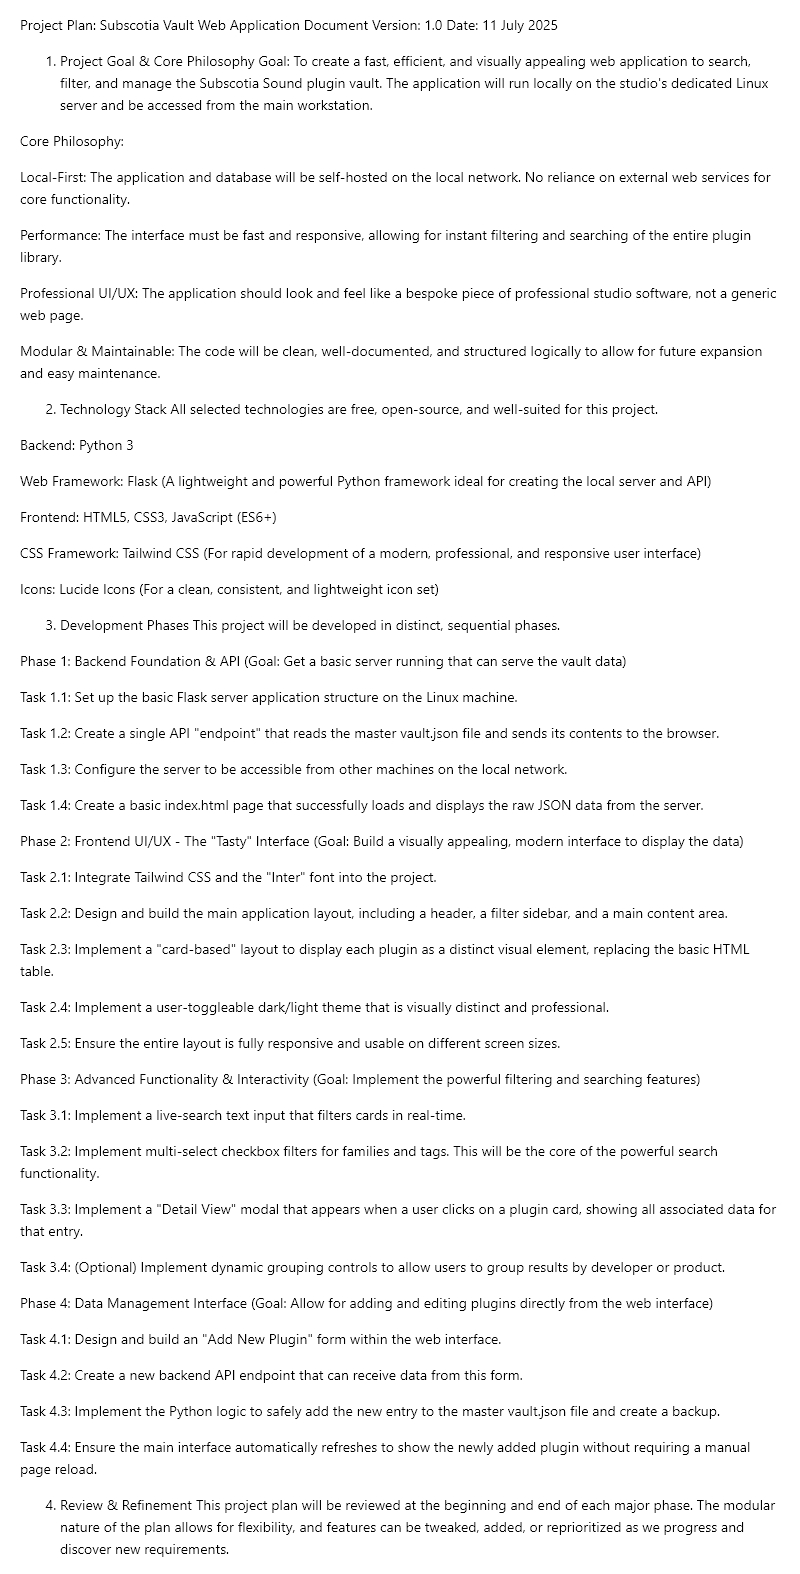 Project Plan: Subscotia Vault Web Application Document Version: 1.0 Date: 11 July 2025
1. Project Goal & Core Philosophy Goal: To create a fast, efficient, and visually appealing web application to search,
filter, and manage the Subscotia Sound plugin vault. The application will run locally on the studio's dedicated Linux
server and be accessed from the main workstation.
Core Philosophy:
Local-First: The application and database will be self-hosted on the local network. No reliance on external web services for
core functionality.
Performance: The interface must be fast and responsive, allowing for instant filtering and searching of the entire plugin
library.
Professional UI/UX: The application should look and feel like a bespoke piece of professional studio software, not a generic
web page.
Modular & Maintainable: The code will be clean, well-documented, and structured logically to allow for future expansion
and easy maintenance.
2. Technology Stack All selected technologies are free, open-source, and well-suited for this project.
Backend: Python 3
Web Framework: Flask (A lightweight and powerful Python framework ideal for creating the local server and API)
Frontend: HTML5, CSS3, JavaScript (ES6+)
CSS Framework: Tailwind CSS (For rapid development of a modern, professional, and responsive user interface)
Icons: Lucide Icons (For a clean, consistent, and lightweight icon set)
3. Development Phases This project will be developed in distinct, sequential phases.
Phase 1: Backend Foundation & API (Goal: Get a basic server running that can serve the vault data)
Task 1.1: Set up the basic Flask server application structure on the Linux machine.
Task 1.2: Create a single API "endpoint" that reads the master vault.json file and sends its contents to the browser.
Task 1.3: Configure the server to be accessible from other machines on the local network.
Task 1.4: Create a basic index.html page that successfully loads and displays the raw JSON data from the server.
Phase 2: Frontend UI/UX - The "Tasty" Interface (Goal: Build a visually appealing, modern interface to display the data)
Task 2.1: Integrate Tailwind CSS and the "Inter" font into the project.
Task 2.2: Design and build the main application layout, including a header, a filter sidebar, and a main content area.
Task 2.3: Implement a "card-based" layout to display each plugin as a distinct visual element, replacing the basic HTML
table.
Task 2.4: Implement a user-toggleable dark/light theme that is visually distinct and professional.
Task 2.5: Ensure the entire layout is fully responsive and usable on different screen sizes.
Phase 3: Advanced Functionality & Interactivity (Goal: Implement the powerful filtering and searching features)
Task 3.1: Implement a live-search text input that filters cards in real-time.
Task 3.2: Implement multi-select checkbox filters for families and tags. This will be the core of the powerful search
functionality.
Task 3.3: Implement a "Detail View" modal that appears when a user clicks on a plugin card, showing all associated data for
that entry.
Task 3.4: (Optional) Implement dynamic grouping controls to allow users to group results by developer or product.
Phase 4: Data Management Interface (Goal: Allow for adding and editing plugins directly from the web interface)
Task 4.1: Design and build an "Add New Plugin" form within the web interface.
Task 4.2: Create a new backend API endpoint that can receive data from this form.
Task 4.3: Implement the Python logic to safely add the new entry to the master vault.json file and create a backup.
Task 4.4: Ensure the main interface automatically refreshes to show the newly added plugin without requiring a manual
page reload.
4. Review & Refinement This project plan will be reviewed at the beginning and end of each major phase. The modular
nature of the plan allows for flexibility, and features can be tweaked, added, or reprioritized as we progress and
discover new requirements.